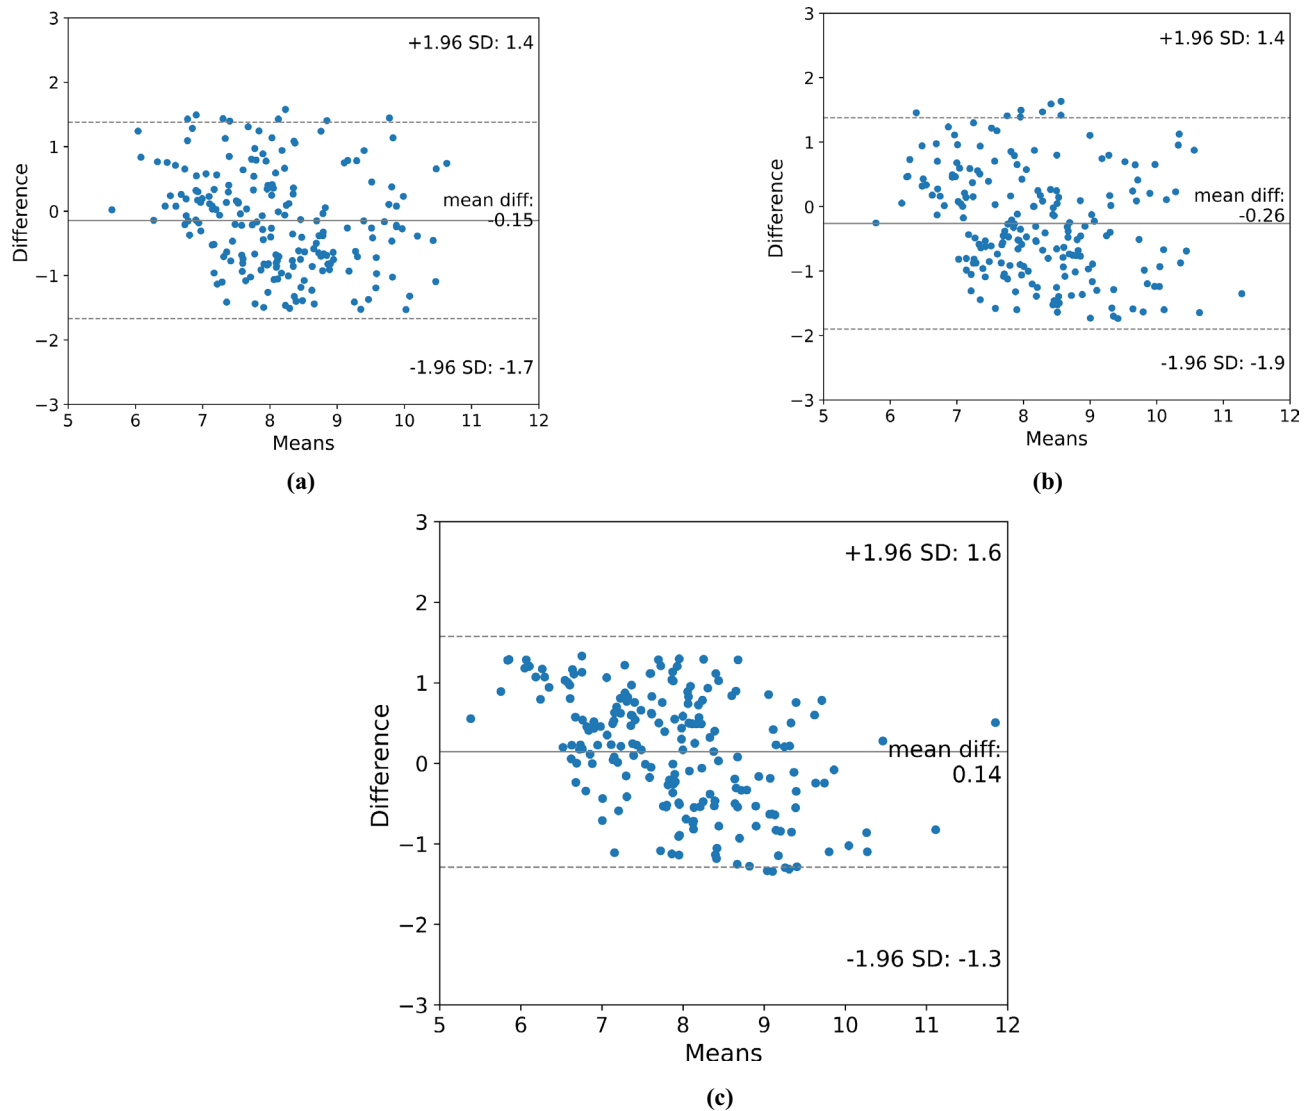 3
2
1
0
−1
−2
−3
Difference
+1.96 SD: 1.4
mean diff:
-0.15
-1.96 SD: -1.7
5 6 7 8 9 10 11 12
Means
(a)
3
2
1
0
−1
−2
−3
Difference
+1.96 SD: 1.4
mean diff:
-0.26
-1.96 SD: -1.9
5 6 7 8 9 10 11 12
Means
(b)
3
2
1
0
−1
−2
−3
Difference
+1.96 SD: 1.6
mean diff:
0.14
-1.96 SD: -1.3
5 6 7 8 9 10 11 12
Means
(c)